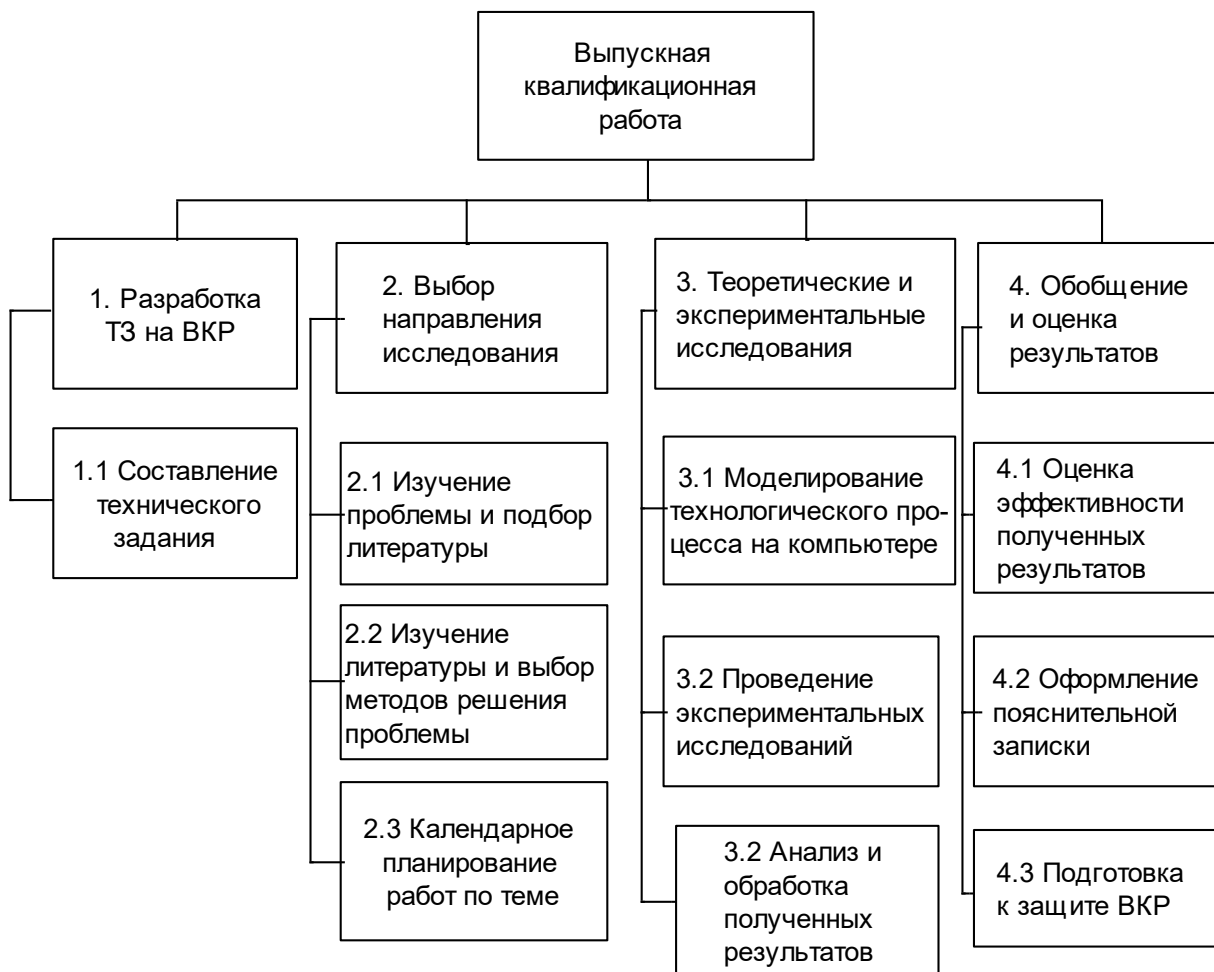 Выпускная
квалификационная
работа
1. Разработка
ТЗ на ВКР
1.1 Составление
технического
задания
2. Выбор
направления
исследования
2.1 Изучение
проблемы и подбор
литературы
2.2 Изучение
литературы и выбор
методов решения
проблемы
2.3 Календарное
планирование
работ по теме
3. Теоретические и
экспериментальные
исследования
3.1 Моделирование
технологического про-
цесса на компьютере
3.2 Проведение
экспериментальных
исследований
3.2 Анализ и
обработка
полученных
результатов
4. Обобщение
и оценка
результатов
4.1 Оценка
эффективности
полученных
результатов
4.2 Оформление
пояснительной
записки
4.3 Подготовка
к защите ВКР